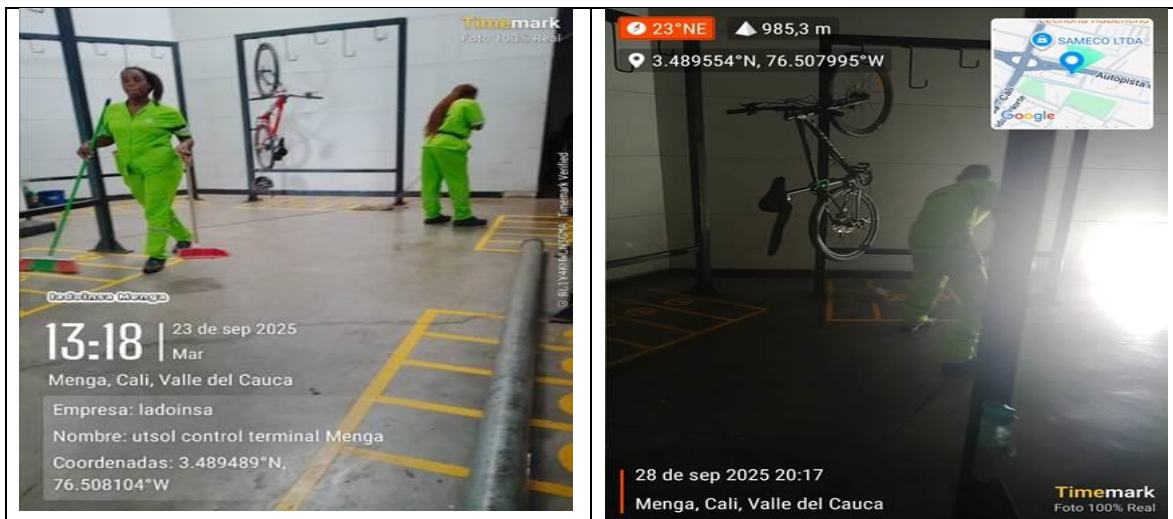 Timemark
Foto 100% Real
ladoinsa Menga
13:18
23 de sep 2025
Mar
Menga, Cali, Valle del Cauca
Empresa: ladoinsa
Nombre: utsol control terminal Menga
Coordenadas: 3.489489°N,
76.508104°W
Timemark Verified
23°NE
985,3 m
3.489554°N, 76.507995°W
SAMECO LTDA
Autopista
Cali
Norte
Google
28 de sep 2025 20:17
Menga, Cali, Valle del Cauca
Timemark
Foto 100% Real